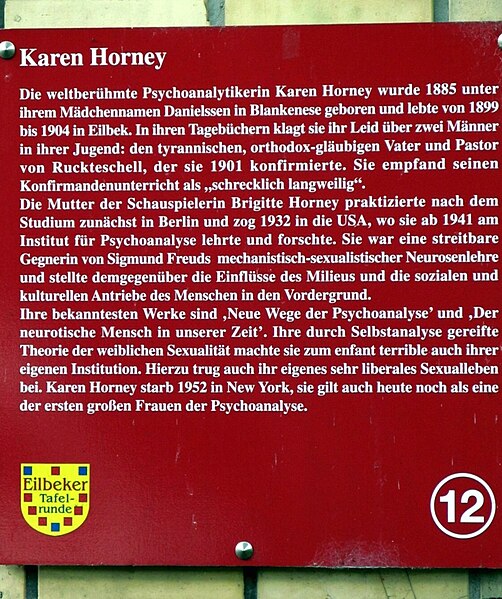 Karen Horney
Die weltberühmte Psychoanalytikerin Karen Horney wurde 1885 unter
ihrem Mädchennamen Danielssen in Blankenese geboren und lebte von 1899
bis 1904 in Eilbek. In ihren Tagebüchern klagt sie ihr Leid über zwei Männer
in ihrer Jugend: den tyrannischen, orthodox-gläubigen Vater und Pastor
von Ruckteschell, der sie 1901 konfirmierte. Sie empfand seinen
Konfirmandenunterricht als „schrecklich langweilig“.
Die Mutter der Schauspielerin Brigitte Horney praktizierte nach dem
Studium zunächst in Berlin und zog 1932 in die USA, wo sie ab 1941 am
Institut für Psychoanalyse lehrte und forschte. Sie war eine streitbare
Gegnerin von Sigmund Freuds mechanistisch-sexualistischer Neurosenlehre
und stellte demgegenüber die Einflüsse des Milieus und die sozialen und
kulturellen Antriebe des Menschen in den Vordergrund.
Ihre bekanntesten Werke sind ‚Neue Wege der Psychoanalyse’ und ‚Der
neurotische Mensch in unserer Zeit’. Ihre durch Selbstanalyse gereifte
Theorie der weiblichen Sexualität machte sie zum enfant terrible auch ihrer
eigenen Institution. Hierzu trug auch ihr eigenes sehr liberales Sexualleben
bei. Karen Horney starb 1952 in New York, sie gilt auch heute noch als eine
der ersten großen Frauen der Psychoanalyse.
Eilbeker
Tafel-
runde
12